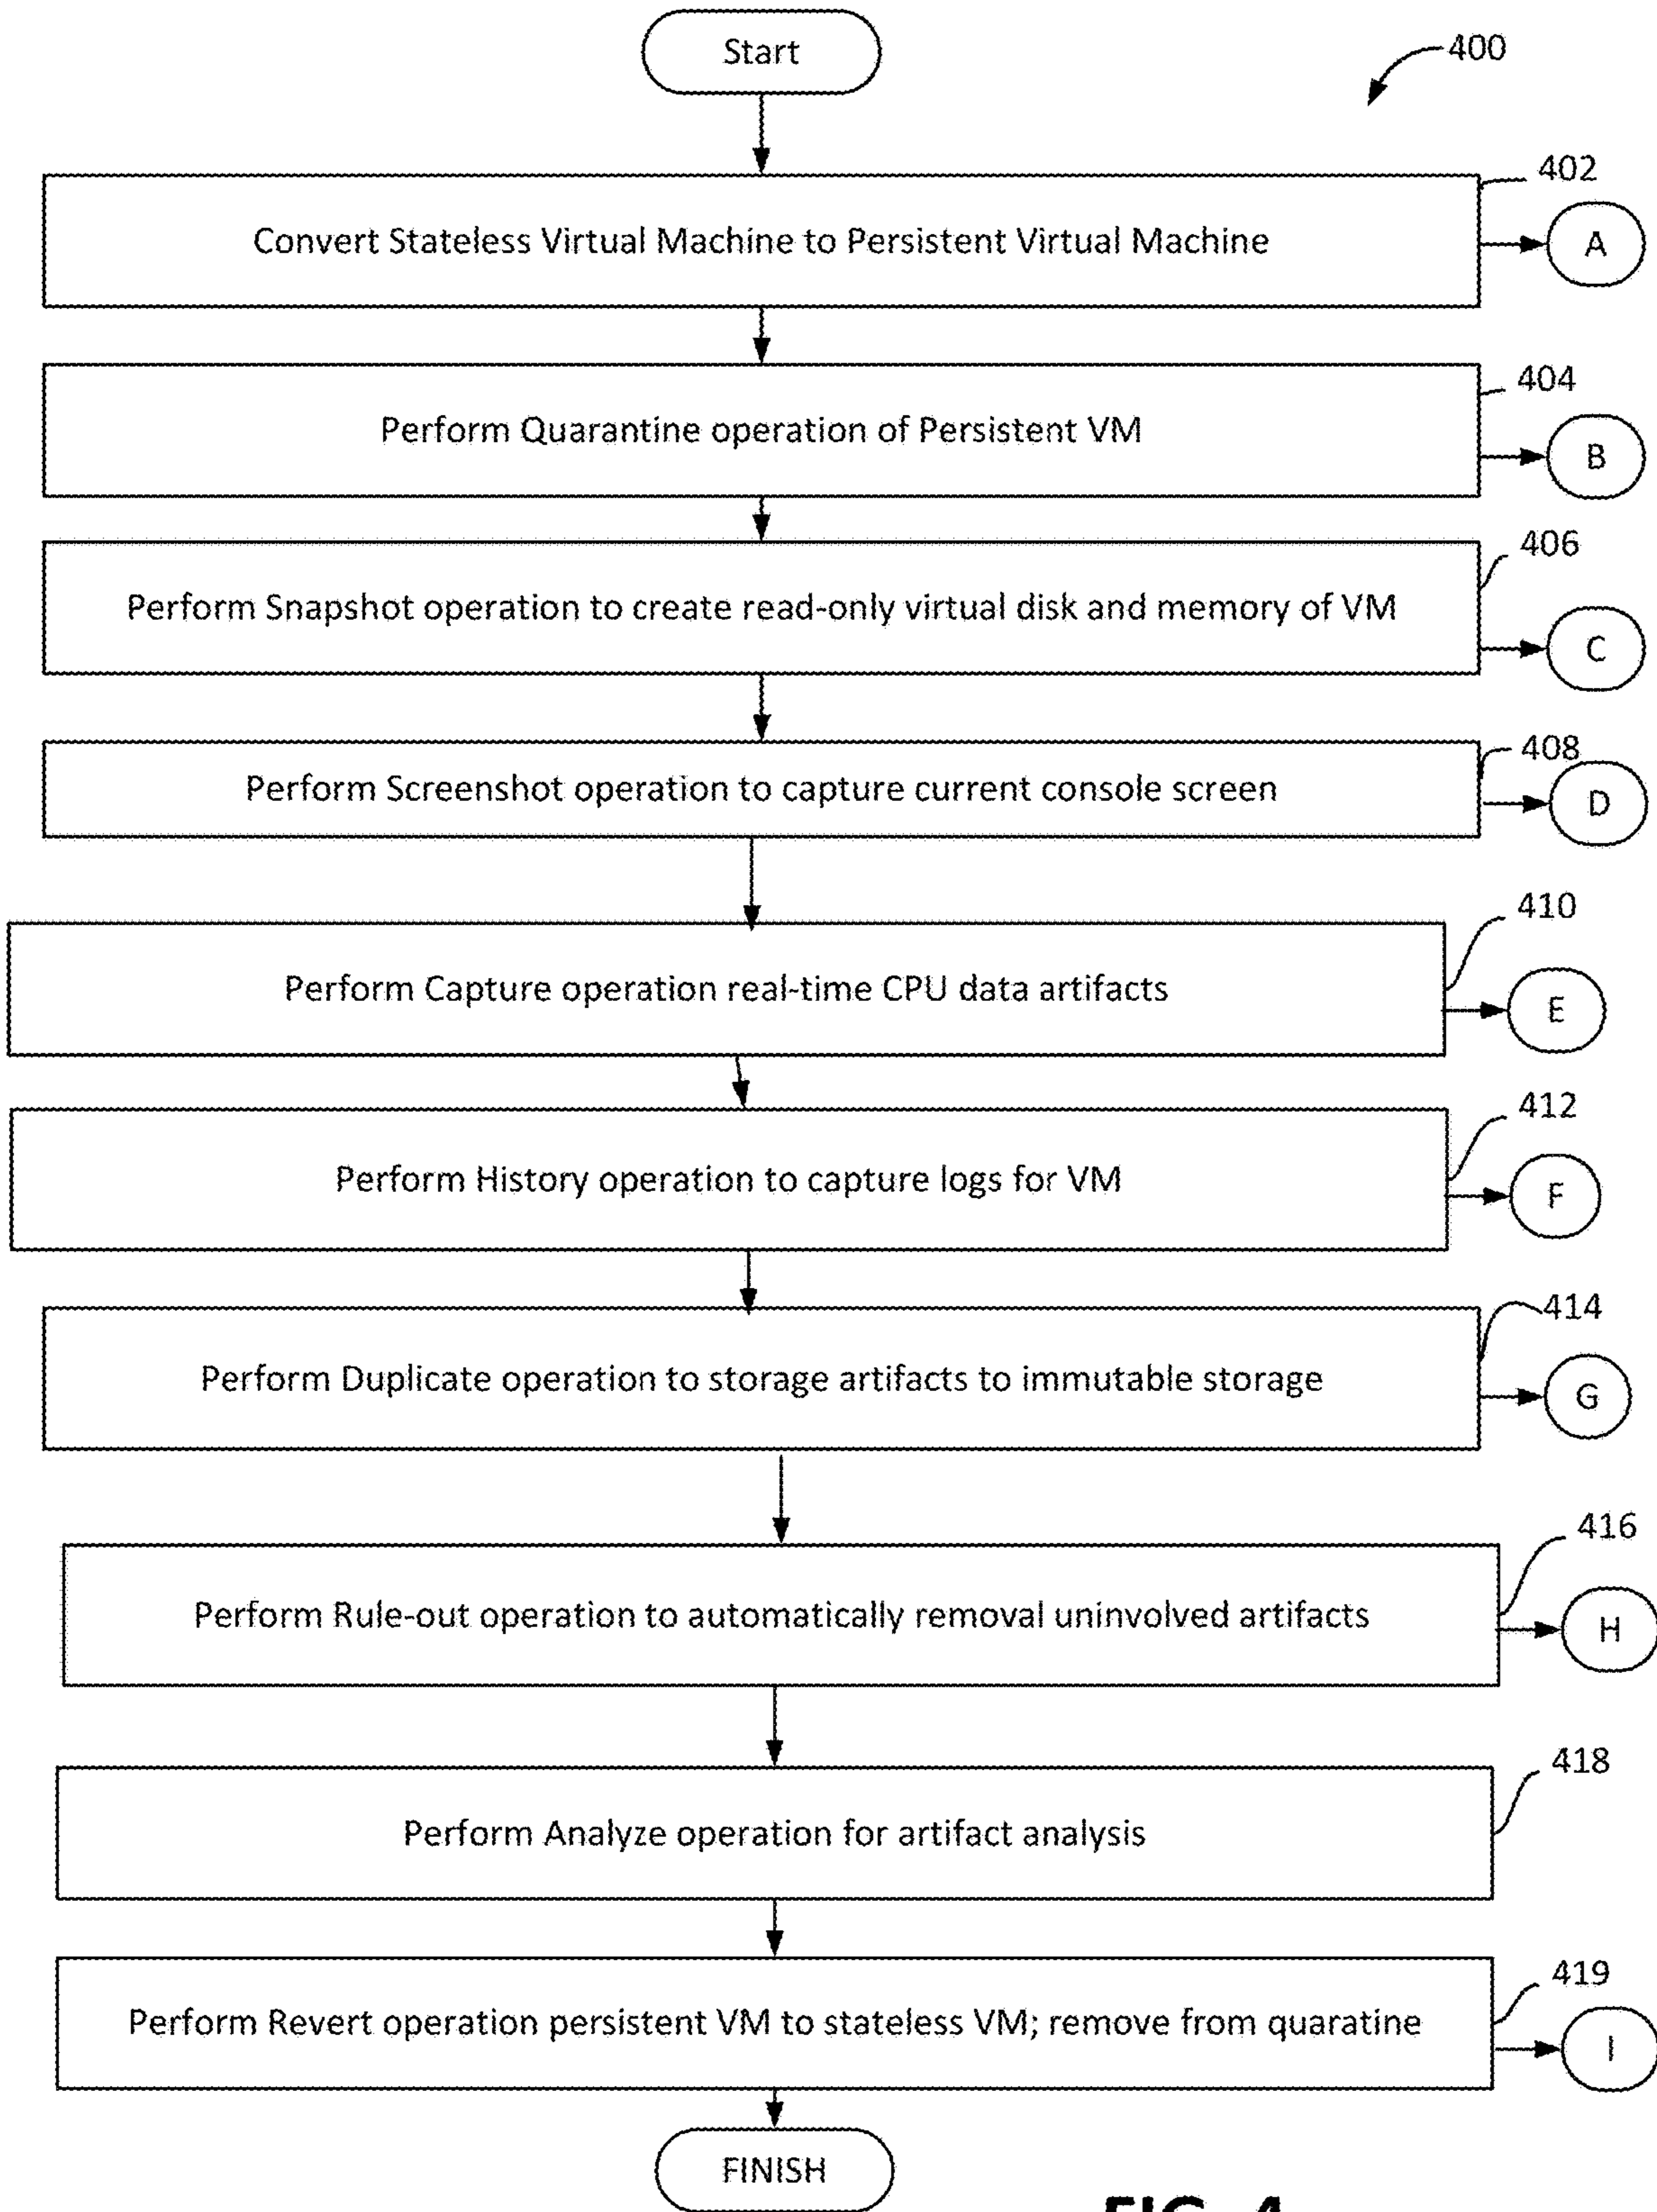 Start
400
402
Convert Stateless Virtual Machine to Persistent Virtual Machine
A
404
Perform Quarantine operation of Persistent VM
B
406
Perform Snapshot operation to create read-only virtual disk and memory of VM
C
408
Perform Screenshot operation to capture current console screen
D
410
Perform Capture operation real-time CPU data artifacts
E
412
Perform History operation to capture logs for VM
F
414
Perform Duplicate operation to storage artifacts to immutable storage
G
416
Perform Rule-out operation to automatically removal uninvolved artifacts
H
418
Perform Analyze operation for artifact analysis
419
Perform Revert operation persistent VM to stateless VM; remove from quaratine
I
FINISH
FIG. 4